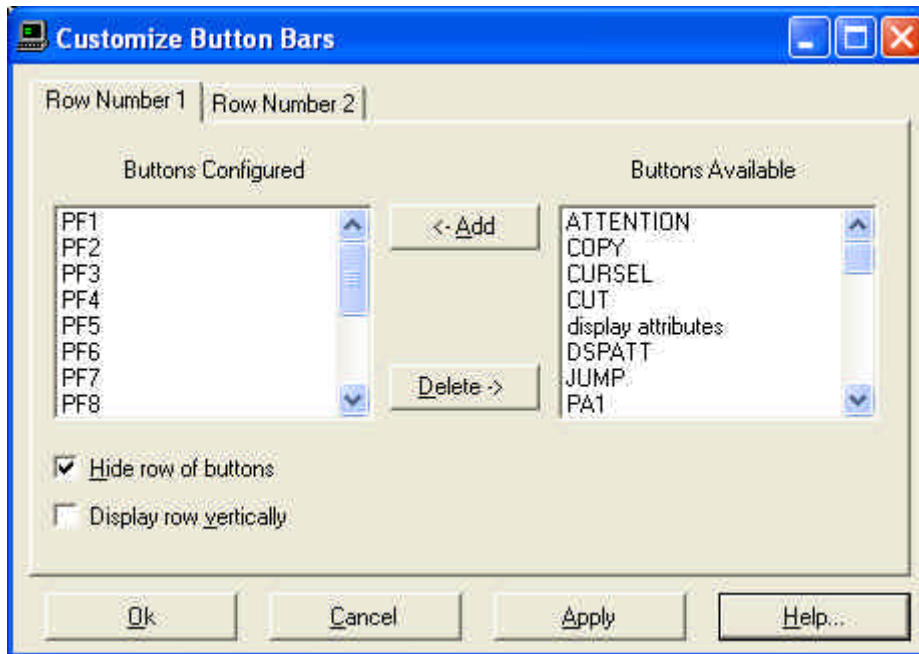 Customize Button Bars
Row Number 1
Row Number 2
Buttons Configured
PF1
PF2
PF3
PF4
PF5
PF6
PF7
PF8
<- Add
Delete ->
Buttons Available
ATTENTION
COPY
CURSEL
CUT
display attributes
DSPATT
JUMP
PA1
Hide row of buttons
Display row vertically
Ok
Cancel
Apply
Help...